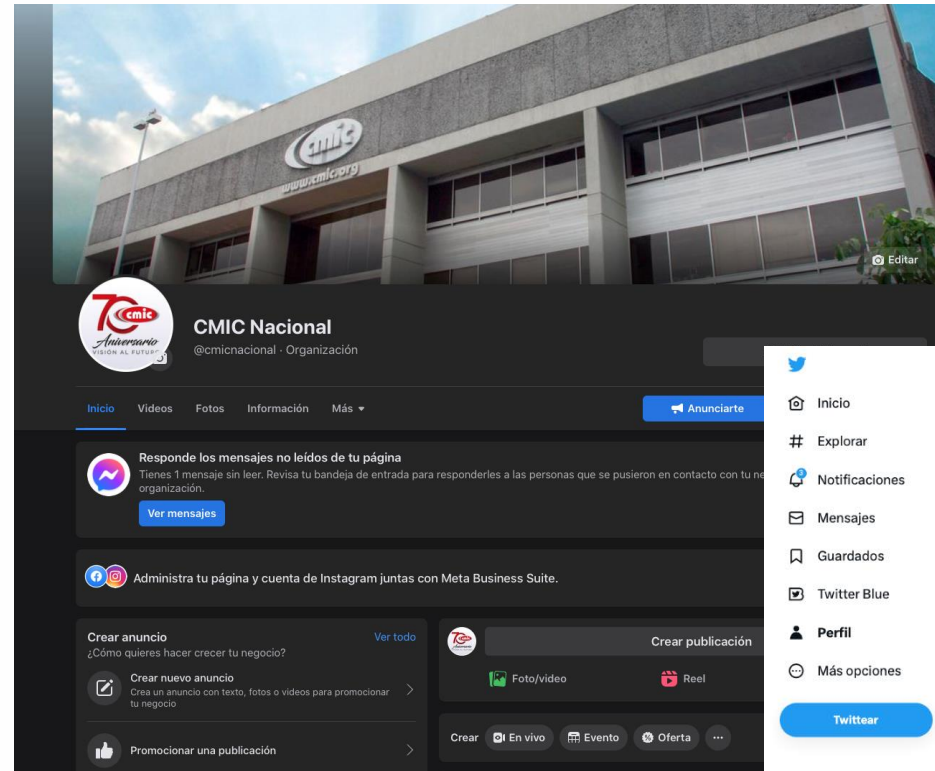 cmic
www.cmic.org
Editar
70 cmic
Aniversario
VISIÓN AL FUTURO
CMIC Nacional
@cmicnacional · Organización
Inicio Videos Fotos Información Más
Anunciarte
Responde los mensajes no leídos de tu página
Tienes 1 mensaje sin leer. Revisa tu bandeja de entrada para responderles a las personas que se pusieron en contacto con tu ne
organización.
Ver mensajes
Administra tu página y cuenta de Instagram juntas con Meta Business Suite.
Crear anuncio Ver todo
¿Cómo quieres hacer crecer tu negocio?
Crear nuevo anuncio
Crea un anuncio con texto, fotos o videos para promocionar
tu negocio
Promocionar una publicación
Crear publicación
Foto/video Reel
Crear En vivo Evento Oferta ...
Inicio
Explorar
3
Notificaciones
Mensajes
Guardados
Twitter Blue
Perfil
Más opciones
Twittear